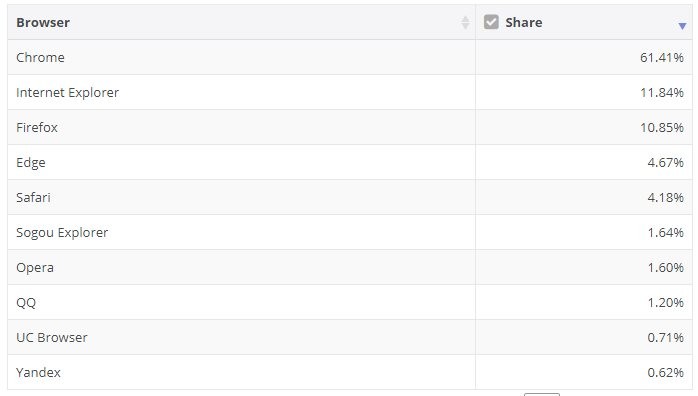 Browser Share
Chrome 61.41%
Internet Explorer 11.84%
Firefox 10.85%
Edge 4.67%
Safari 4.18%
Sogou Explorer 1.64%
Opera 1.60%
QQ 1.20%
UC Browser 0.71%
Yandex 0.62%